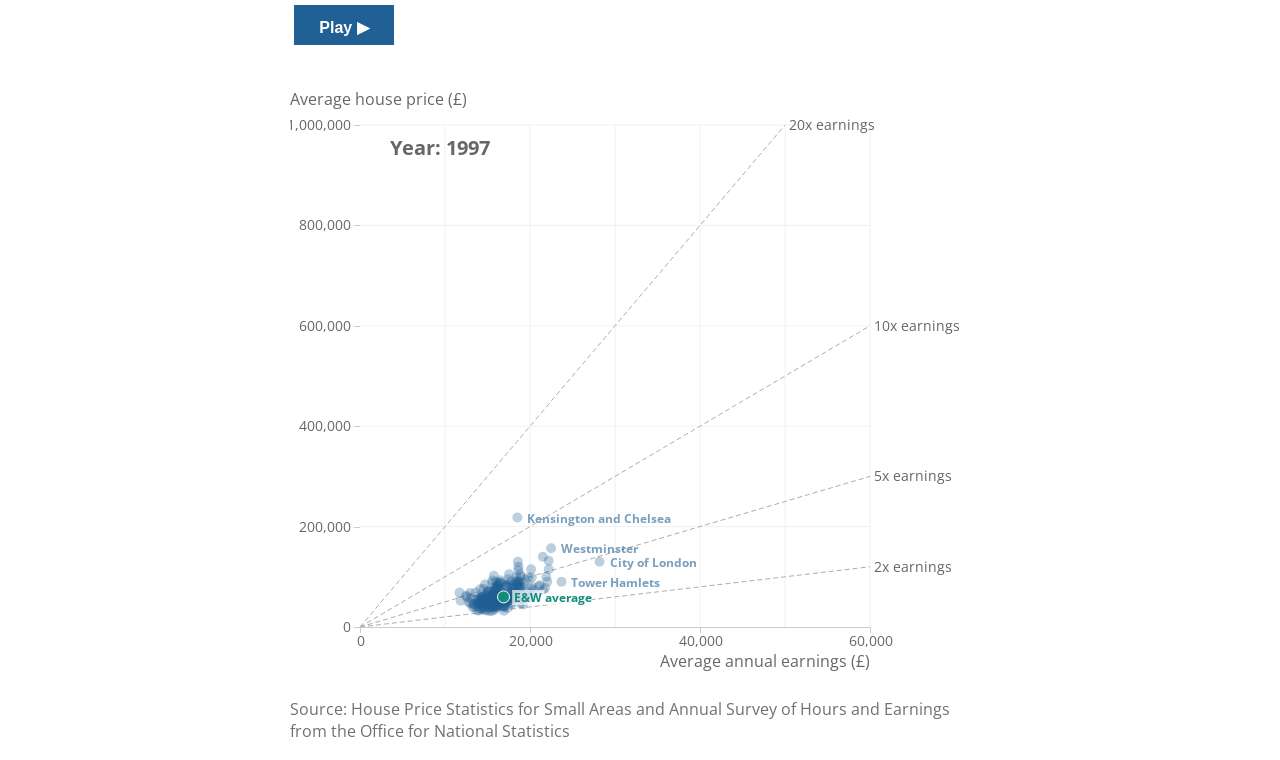 Play ▶
Average house price (£)
1,000,000
20x earnings
Year: 1997
800,000
600,000
10x earnings
400,000
5x earnings
Kensington and Chelsea
200,000
Westminster
City of London
2x earnings
Tower Hamlets
E&W average
0
0
20,000
40,000
60,000
Average annual earnings (£)
Source: House Price Statistics for Small Areas and Annual Survey of Hours and Earnings
from the Office for National Statistics